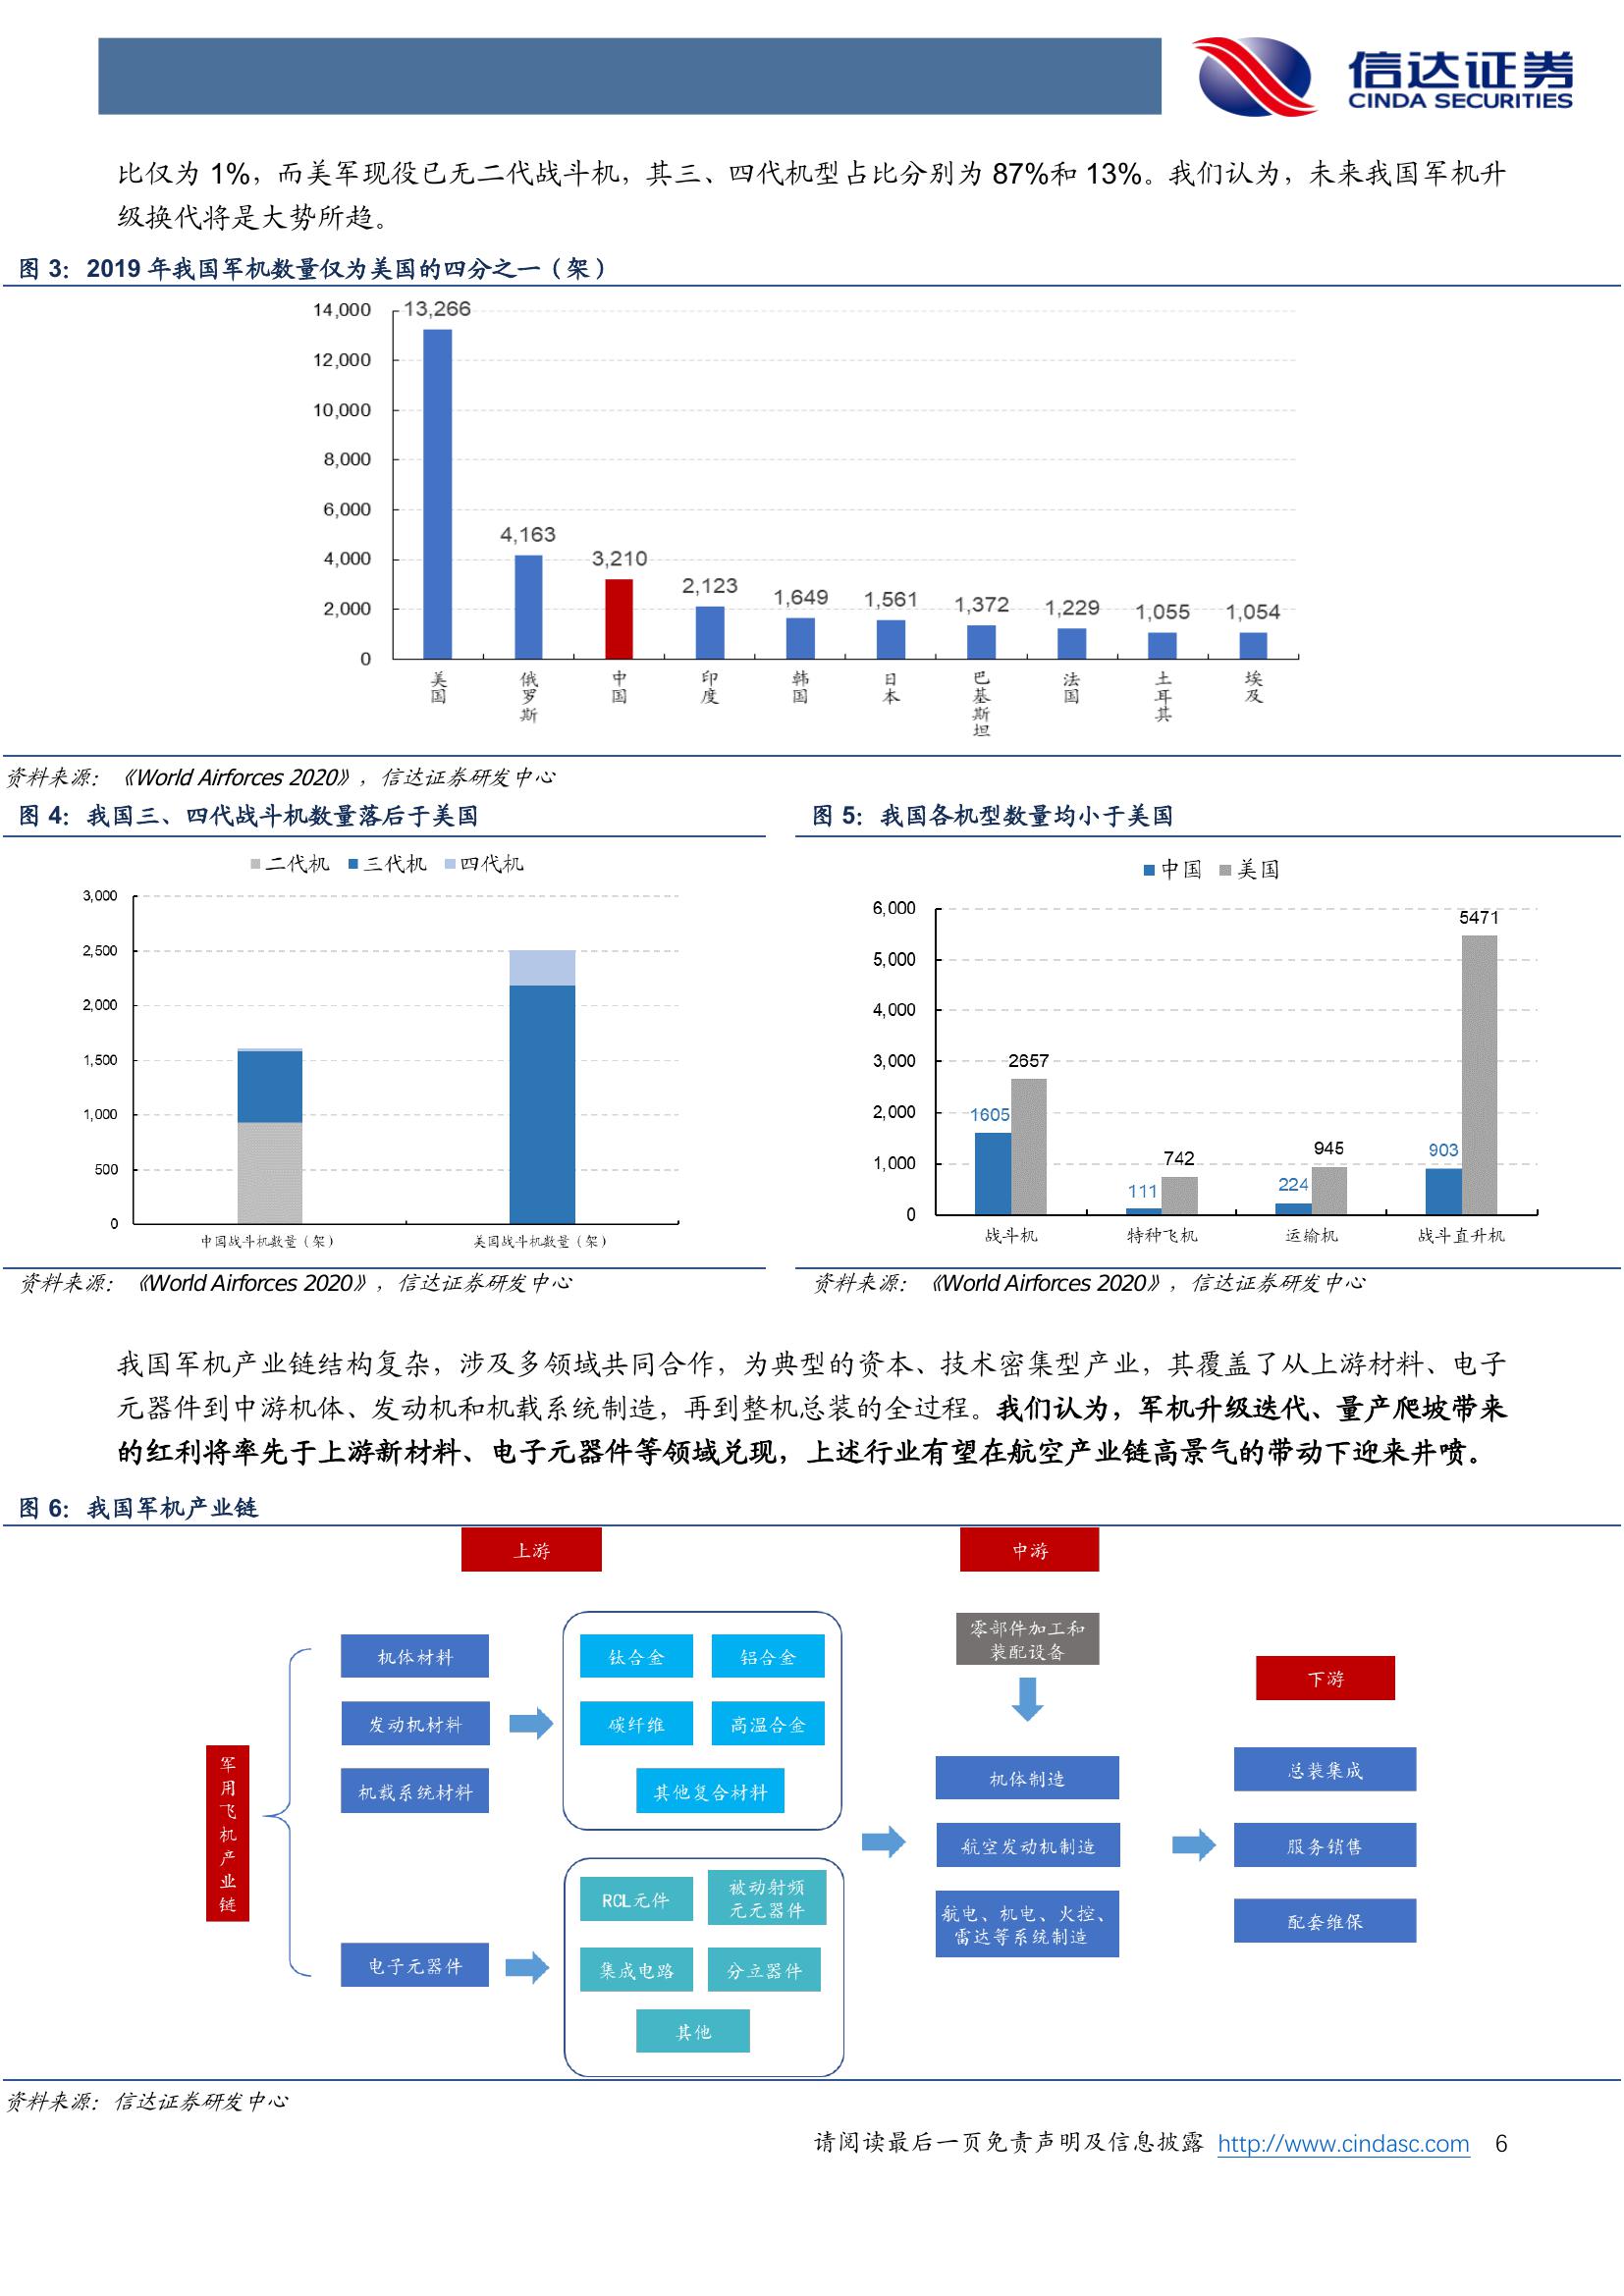 信达证券
CINDA SECURITIES
比仅为 1%，而美军现役已无二代战斗机，其三、四代机型占比分别为 87%和 13%。我们认为，未来我国军机升
级换代将是大势所趋。
图 3：2019 年我国军机数量仅为美国的四分之一（架）
14,000
12,000
10,000
8,000
6,000
4,000
2,000
0
13,266
4,163
3,210
2,123
1,649
1,561
1,372
1,229
1,055
1,054
美国
俄罗斯
中国
印度
韩国
日本
巴基斯坦
法国
土耳其
埃及
资料来源：《World Airforces 2020》，信达证券研发中心
图 4：我国三、四代战斗机数量落后于美国
二代机 三代机 四代机
3,000
2,500
2,000
1,500
1,000
500
0
中国战斗机数量（架）
美国战斗机数量（架）
资料来源：《World Airforces 2020》，信达证券研发中心
图 5：我国各机型数量均小于美国
中国 美国
6,000
5,000
4,000
3,000
2,000
1,000
0
1605
2657
111
742
224
945
903
5471
战斗机
特种飞机
运输机
战斗直升机
资料来源：《World Airforces 2020》，信达证券研发中心
我国军机产业链结构复杂，涉及多领域共同合作，为典型的资本、技术密集型产业，其覆盖了从上游材料、电子
元器件到中游机体、发动机和机载系统制造，再到整机总装的全过程。我们认为，军机升级迭代、量产爬坡带来
的红利将率先于上游新材料、电子元器件等领域兑现，上述行业有望在航空产业链高景气的带动下迎来井喷。
图 6：我国军机产业链
上游
中游
下游
军用飞机产业链
机体材料
发动机材料
机载系统材料
电子元器件
钛合金
铝合金
碳纤维
高温合金
其他复合材料
RCL元件
被动射频
元元器件
集成电路
分立器件
其他
零部件加工和
装配设备
机体制造
航空发动机制造
航电、机电、火控、
雷达等系统制造
总装集成
服务销售
配套维保
资料来源：信达证券研发中心
请阅读最后一页免责声明及信息披露 http://www.cindasc.com 6